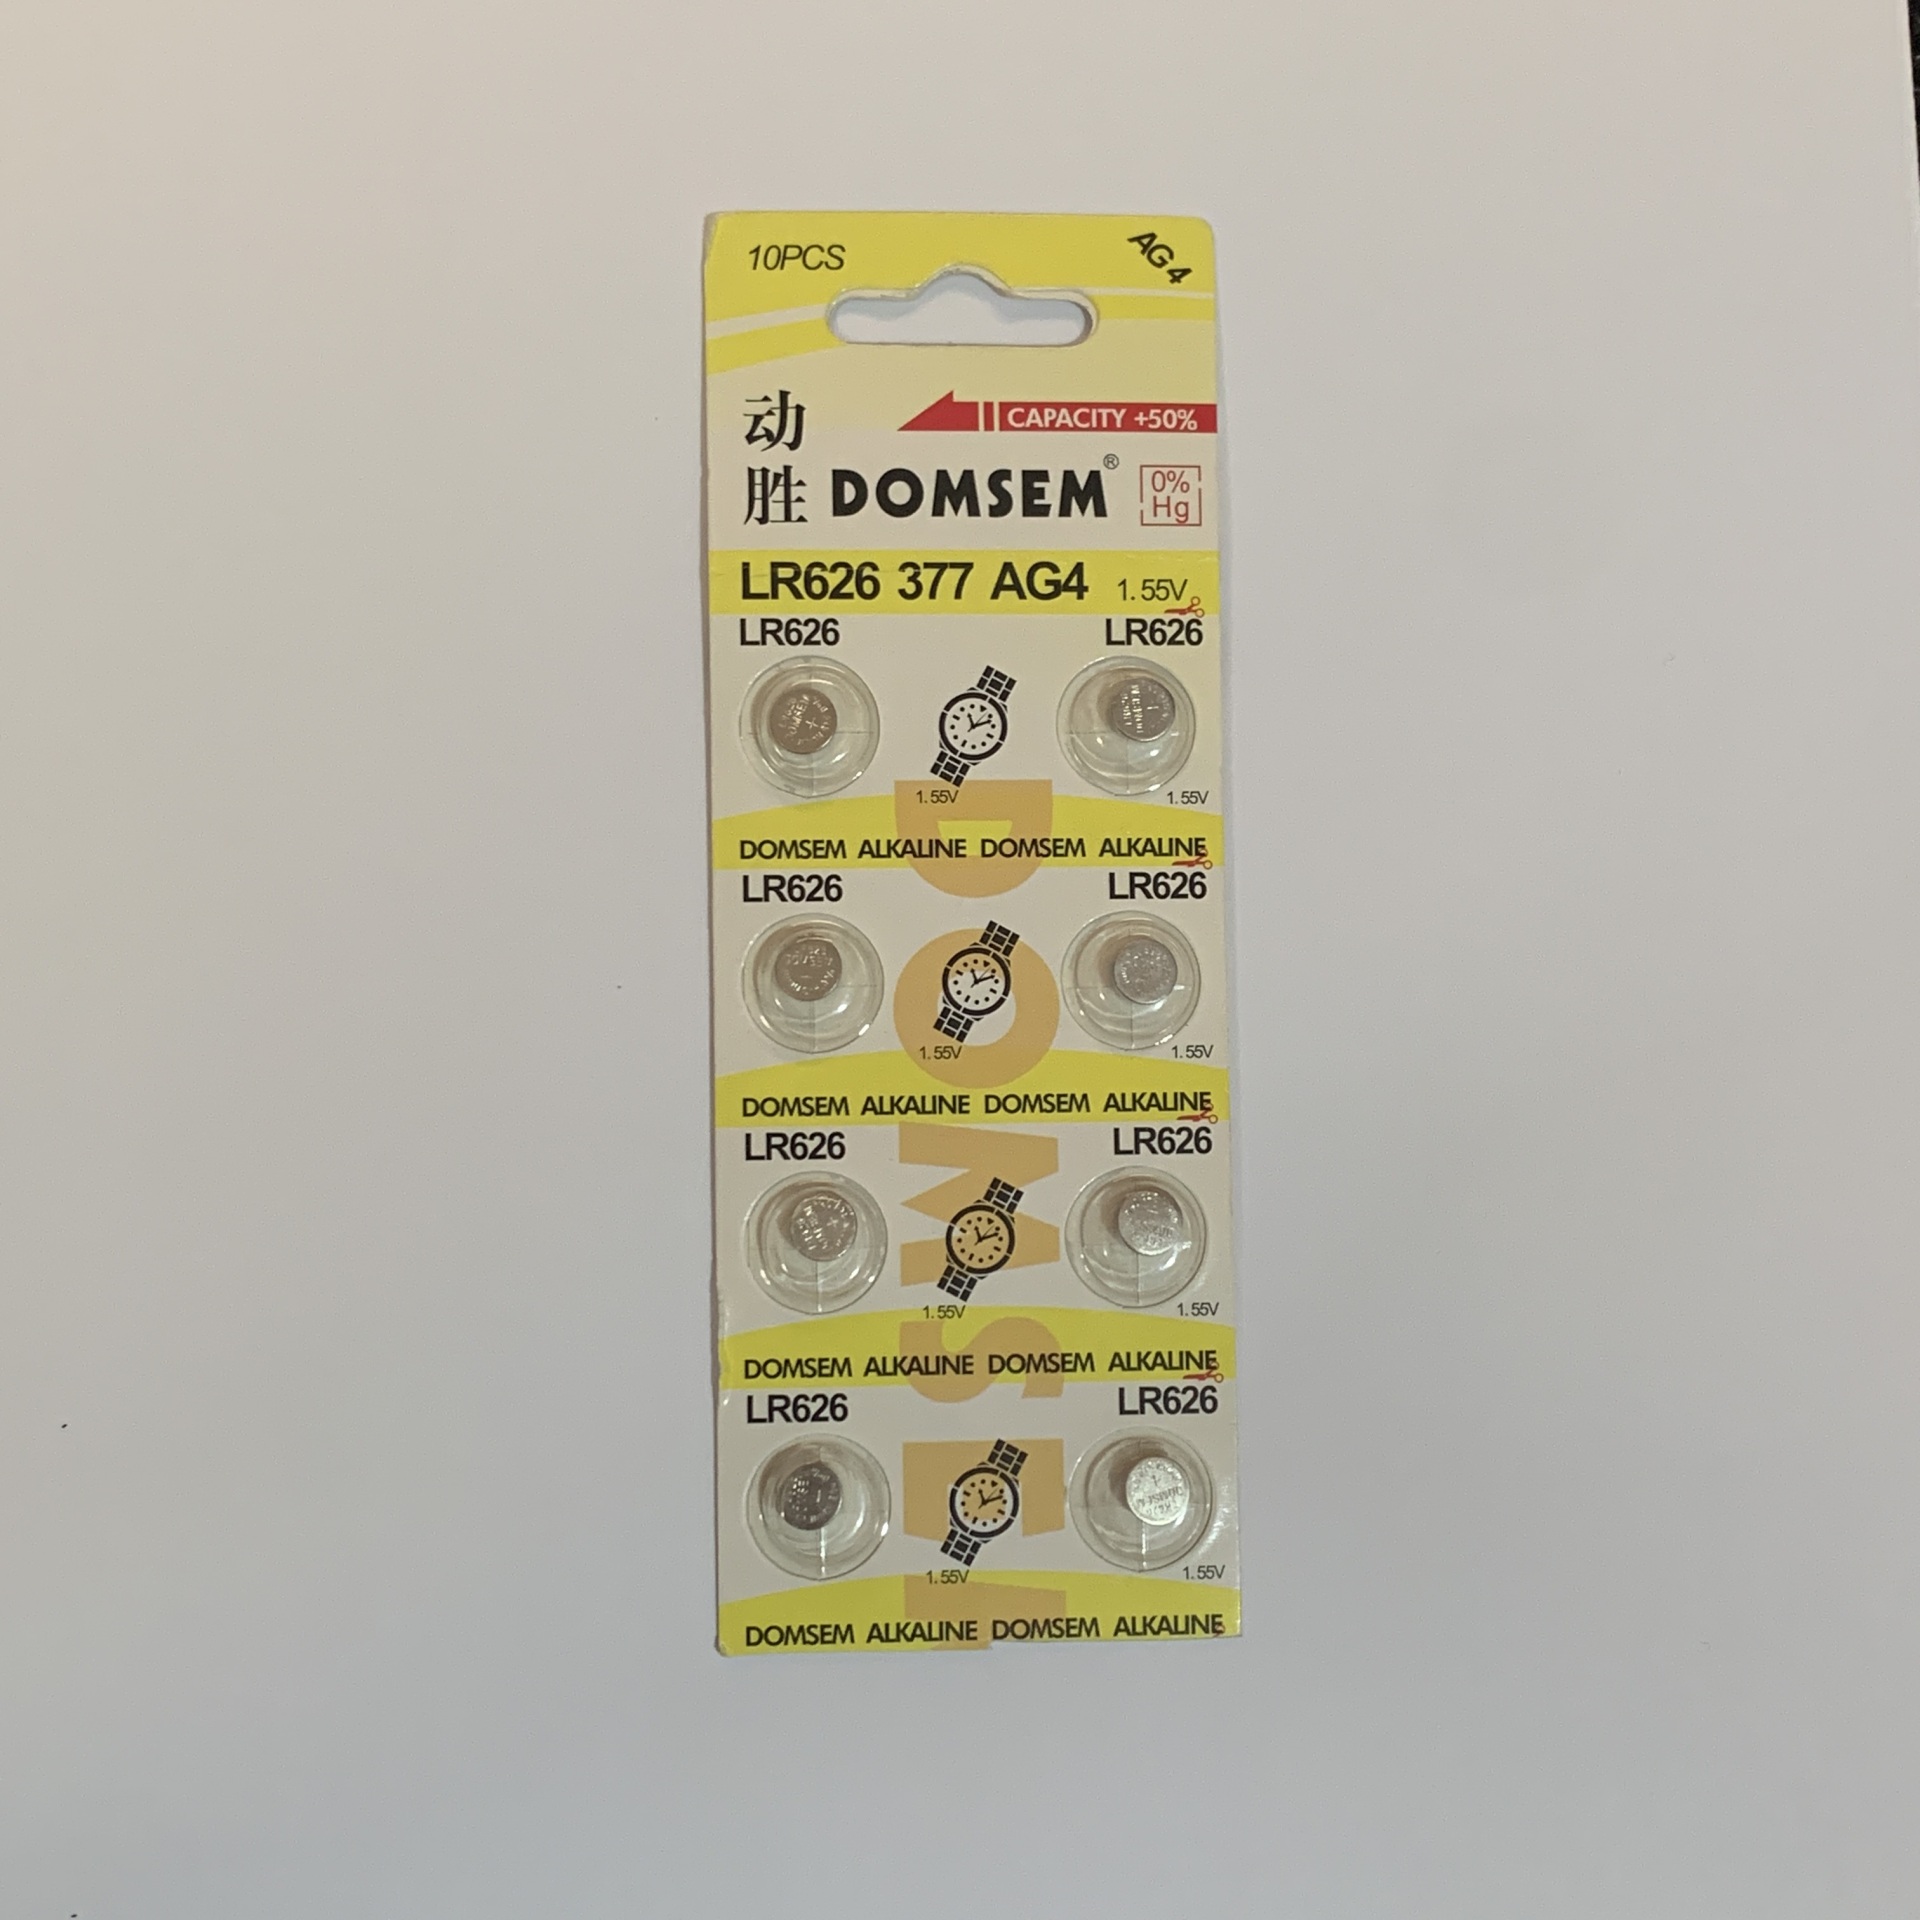 10PCS
AG4
CAPACITY +50%
动
胜
DOMSEM®
0%
Hg
LR626 377 AG4 1.55V
LR626 LR626
1.55V 1.55V
DOMSEM ALKALINE DOMSEM ALKALINE
LR626 LR626
1.55V 1.55V
DOMSEM ALKALINE DOMSEM ALKALINE
LR626 LR626
1.55V 1.55V
DOMSEM ALKALINE DOMSEM ALKALINE
LR626 LR626
1.55V 1.55V
DOMSEM ALKALINE DOMSEM ALKALINE